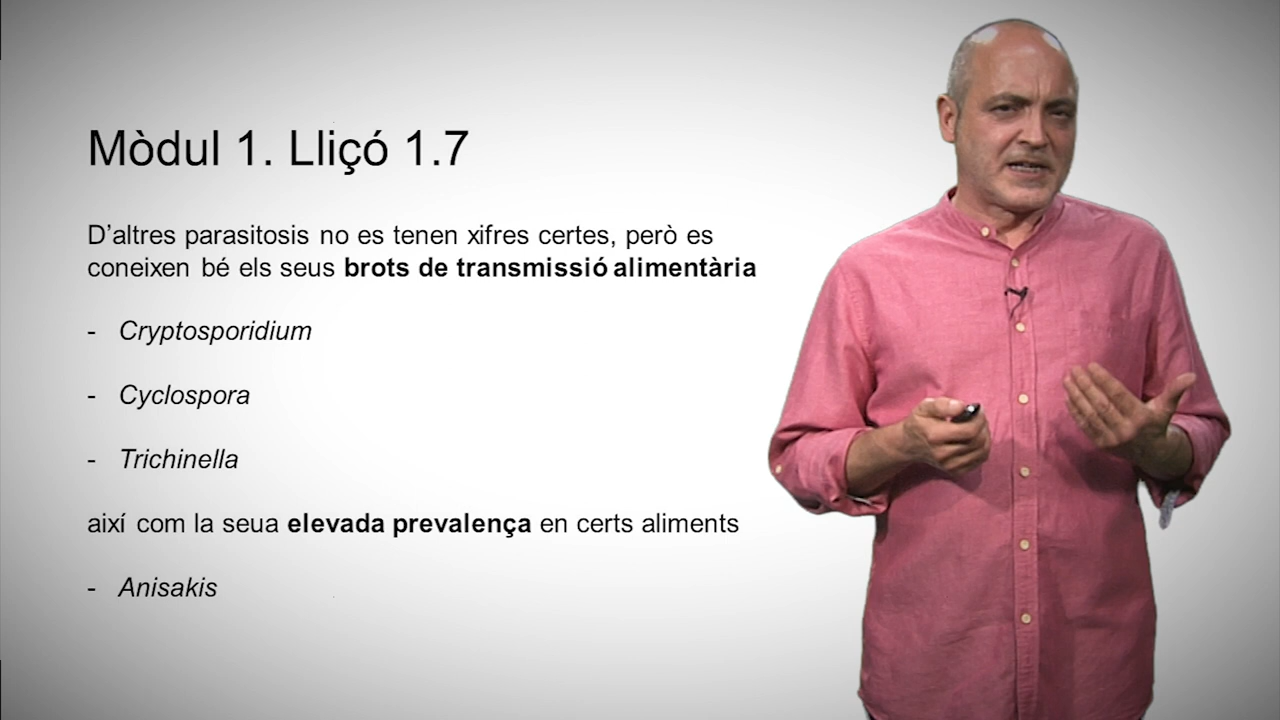 Mòdul 1. Lliçó 1.7
D’altres parasitosis no es tenen xifres certes, però es
coneixen bé els seus brots de transmissió alimentària
- Cryptosporidium
- Cyclospora
- Trichinella
així com la seua elevada prevalença en certs aliments
- Anisakis